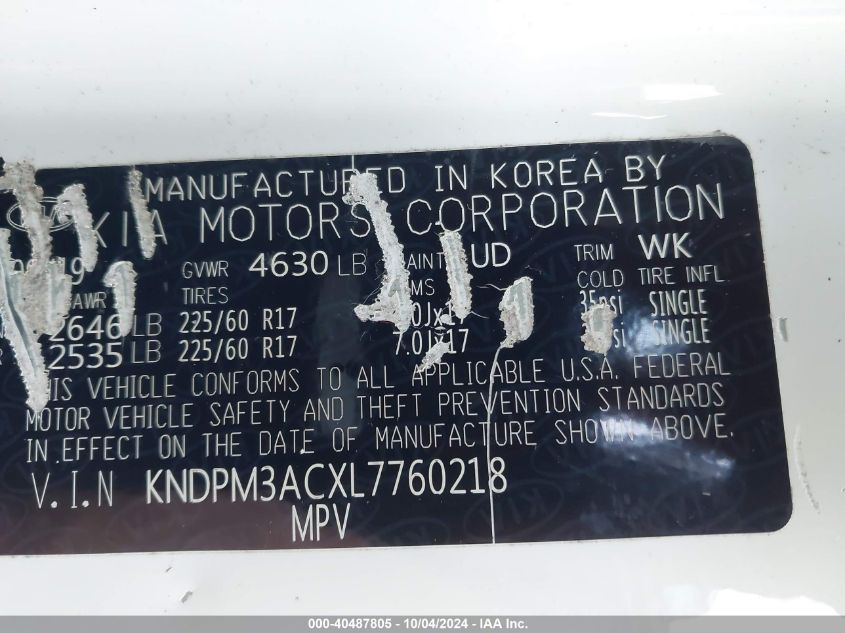 MANUFACTURED IN KOREA BY
KIA MOTORS CORPORATION
GVWR 4630 LB UD TRIM WK
TIRES COLD TIRE INFL
2646 LB 225/60 R17 35psi SINGLE
2535 LB 225/60 R17 7.0Jx17 SINGLE
THIS VEHICLE CONFORMS TO ALL APPLICABLE U.S.A. FEDERAL
MOTOR VEHICLE SAFETY AND THEFT PREVENTION STANDARDS
IN EFFECT ON THE DATE OF MANUFACTURE SHOWN ABOVE.
V.I.N KNDPM3ACXL7760218
MPV
000-40487805 - 10/04/2024 - IAA Inc.